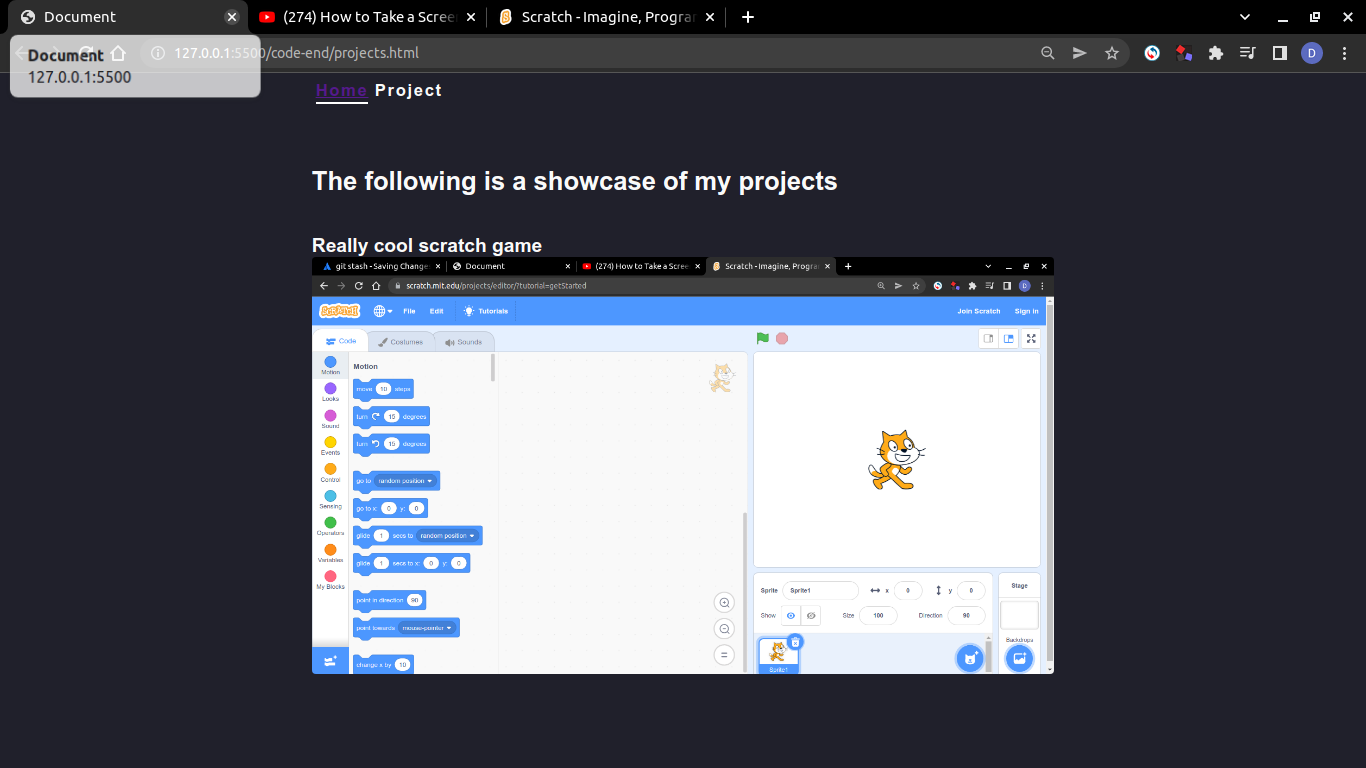 Document
(274) How to Take a Scree
Scratch - Imagine, Progra
127.0.0.1:5500/code-end/projects.html
D
Document
127.0.0.1:5500
Home Project
The following is a showcase of my projects
Really cool scratch game
git stash - Saving Change
Document
(274) How to Take a Scree
Scratch - Imagine, Progra
scratch.mit.edu/projects/editor/?tutorial=getStarted
D
SCRATCH File Edit Tutorials Join Scratch Sign in
Code Costumes Sounds
Motion
Looks
Sound
Events
Control
Sensing
Operators
Variables
My Blocks
Motion
move 10 steps
turn 15 degrees
turn 15 degrees
go to random position
go to x: 0 y: 0
glide 1 secs to random position
glide 1 secs to x: 0 y: 0
point in direction 90
point towards mouse-pointer
change x by 10
Sprite Sprite1 x 0 y 0
Show Size 100 Direction 90
Sprite1
Stage
Backdrops